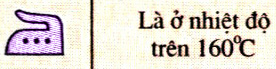 Là ở nhiệt độ
trên 160°C